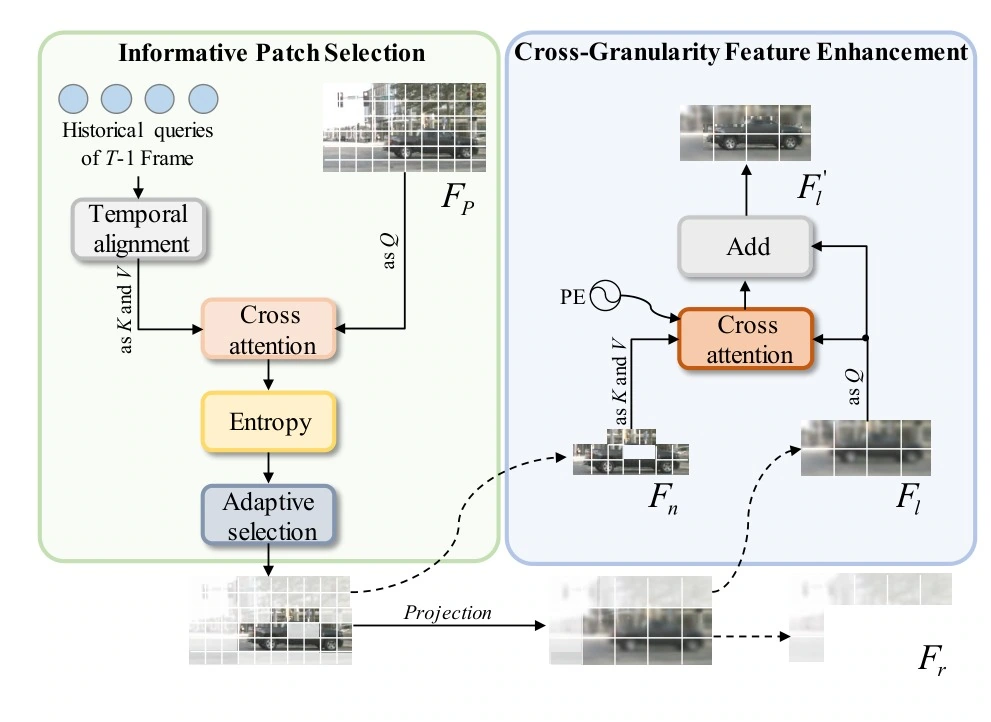 Informative Patch Selection
Historical queries
of T-1 Frame
Temporal
alignment
as K and V
F_P
as Q
Cross
attention
Entropy
Adaptive
selection
Projection
Cross-Granularity Feature Enhancement
F_l'
Add
PE
Cross
attention
as K and V
as Q
F_n
F_l
F_r